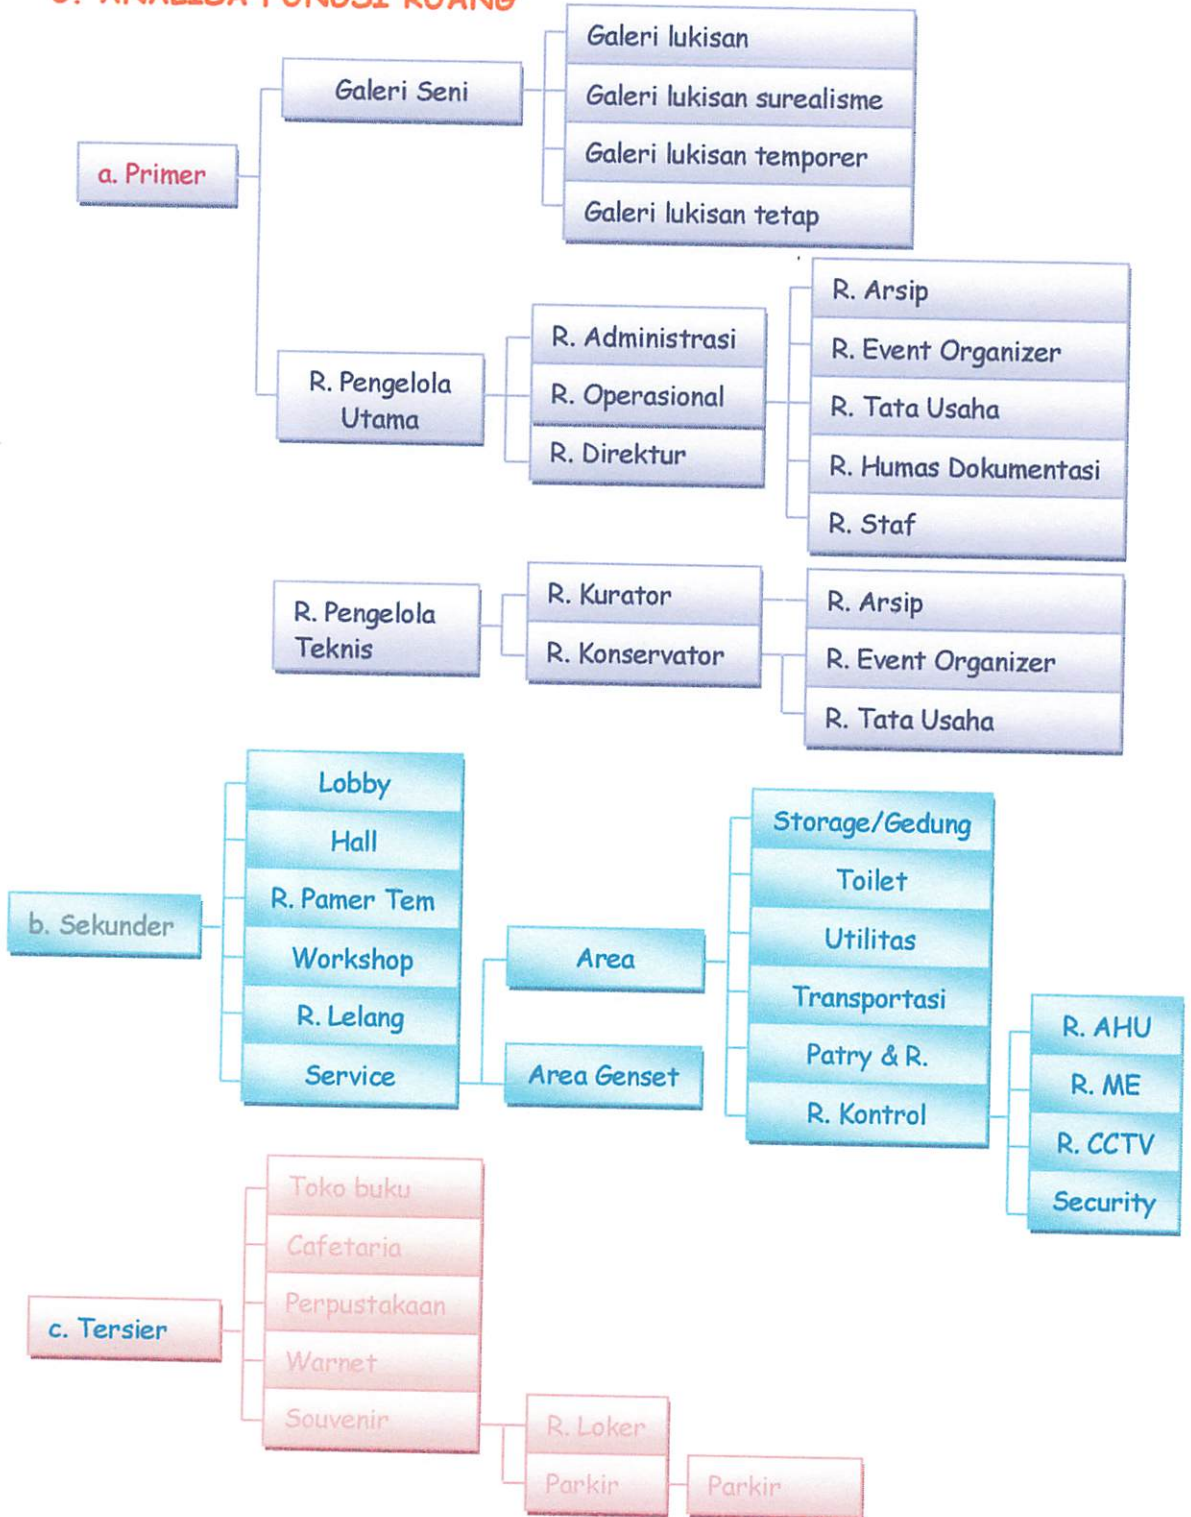 ANALISA FUNGSI RUANG
a. Primer
Galeri Seni
Galeri lukisan
Galeri lukisan surealisme
Galeri lukisan temporer
Galeri lukisan tetap
R. Pengelola
Utama
R. Administrasi
R. Operasional
R. Direktur
R. Arsip
R. Event Organizer
R. Tata Usaha
R. Humas Dokumentasi
R. Staf
R. Pengelola
Teknis
R. Kurator
R. Konservator
R. Arsip
R. Event Organizer
R. Tata Usaha
b. Sekunder
Lobby
Hall
R. Pamer Tem
Workshop
R. Lelang
Service
Area
Area Genset
Storage/Gedung
Toilet
Utilitas
Transportasi
Patry & R.
R. Kontrol
R. AHU
R. ME
R. CCTV
Security
c. Tersier
Toko buku
Cafetaria
Perpustakaan
Warnet
Souvenir
R. Loker
Parkir
Parkir